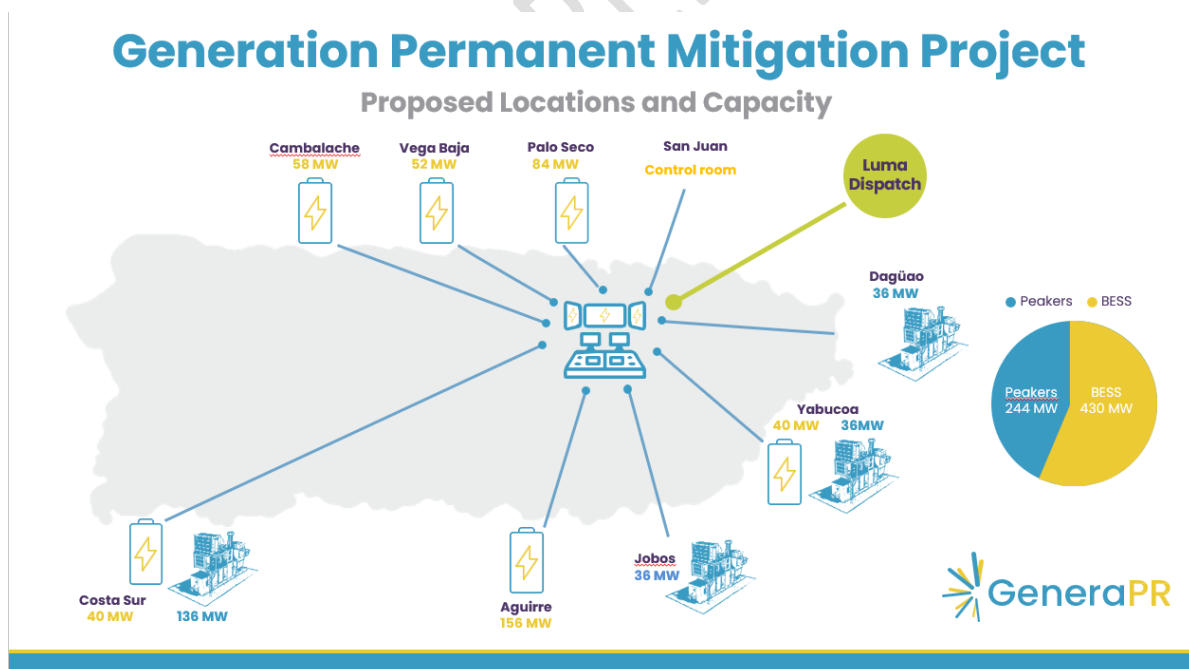 Generation Permanent Mitigation Project
Proposed Locations and Capacity
Cambalache
58 MW
Vega Baja
52 MW
Palo Seco
84 MW
San Juan
Control room
Luma
Dispatch
Dagüao
36 MW
Peakers
BESS
Peakers
244 MW
BESS
430 MW
Yabucoa
40 MW
36MW
Costa Sur
40 MW
136 MW
Aguirre
156 MW
Jobos
36 MW
GeneraPR